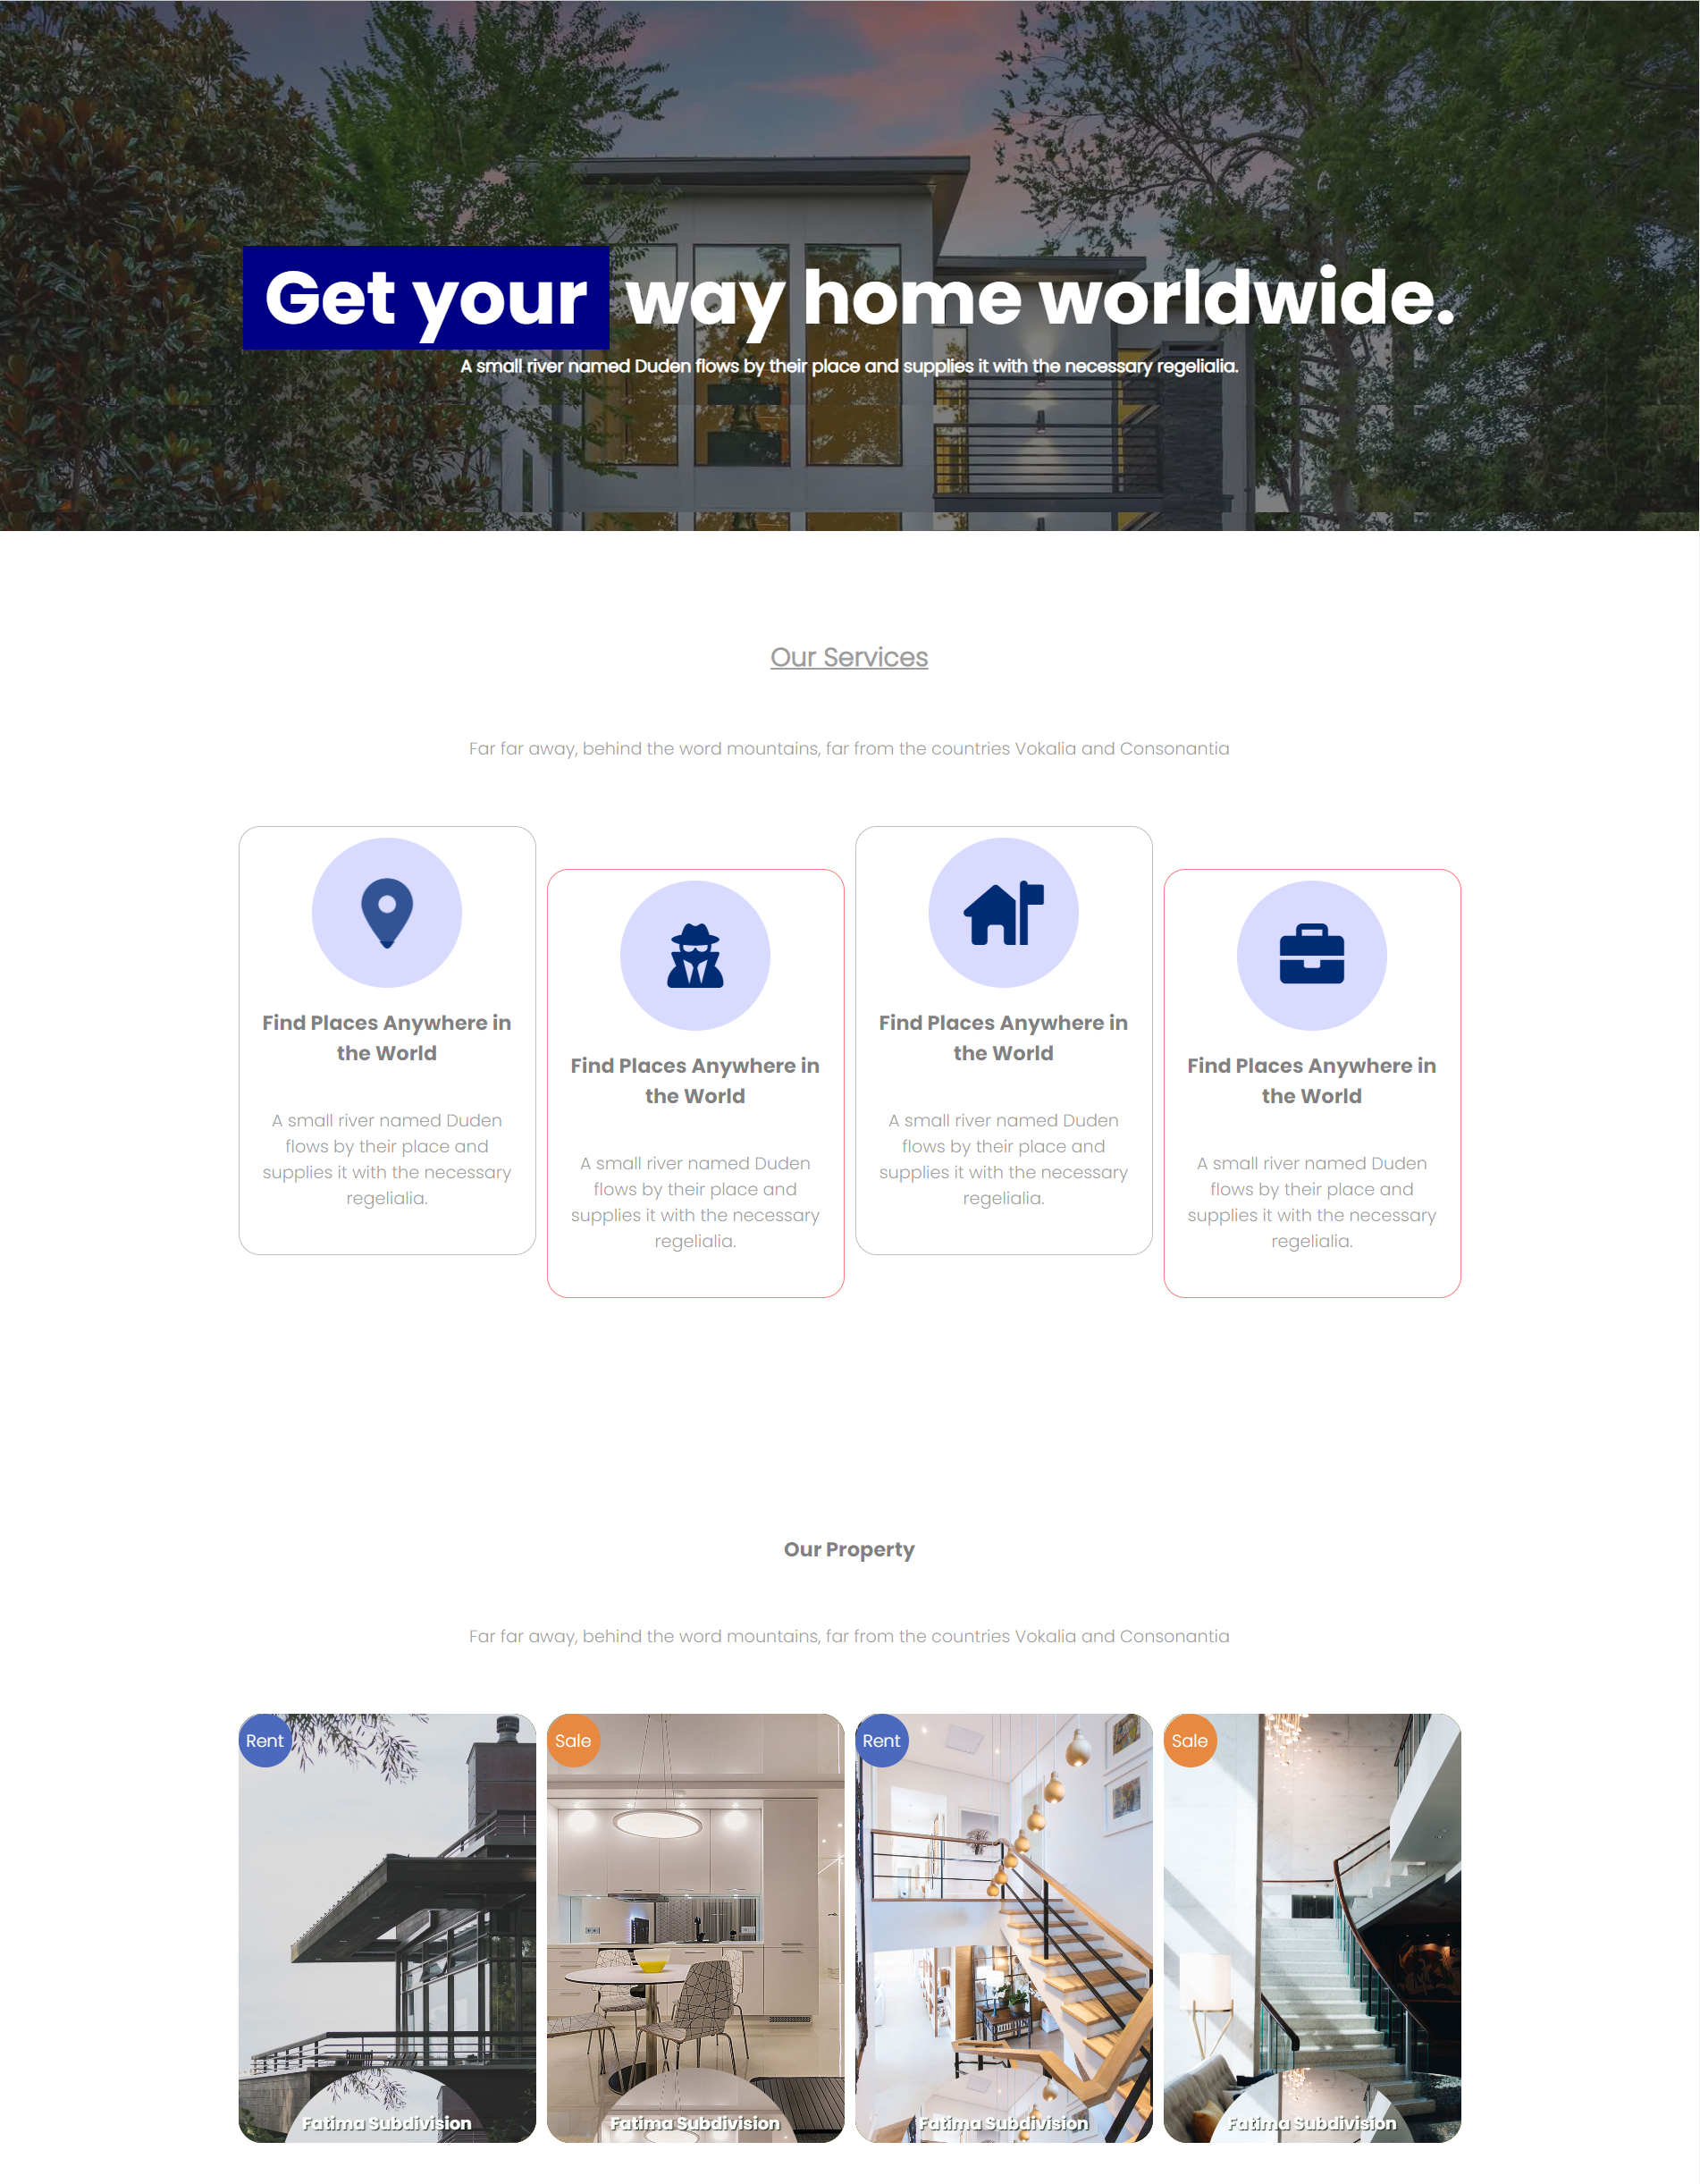 Get your way home worldwide.
A small river named Duden flows by their place and supplies it with the necessary regelialia.
Our Services
Far far away, behind the word mountains, far from the countries Vokalia and Consonantia
Find Places Anywhere in
the World
A small river named Duden
flows by their place and
supplies it with the necessary
regelialia.
Find Places Anywhere in
the World
A small river named Duden
flows by their place and
supplies it with the necessary
regelialia.
Find Places Anywhere in
the World
A small river named Duden
flows by their place and
supplies it with the necessary
regelialia.
Find Places Anywhere in
the World
A small river named Duden
flows by their place and
supplies it with the necessary
regelialia.
Our Property
Far far away, behind the word mountains, far from the countries Vokalia and Consonantia
Rent
Fatima Subdivision
Sale
Fatima Subdivision
Rent
Fatima Subdivision
Sale
Fatima Subdivision